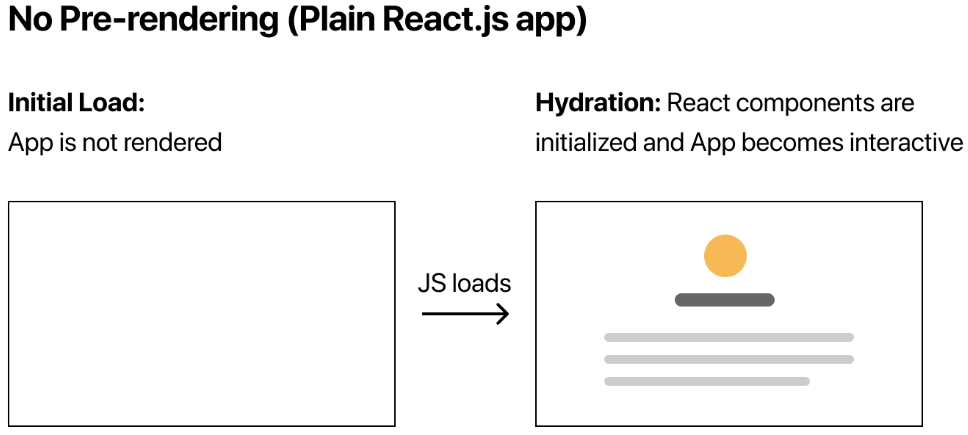 No Pre-rendering (Plain React.js app)
Initial Load:
App is not rendered
Hydration: React components are
initialized and App becomes interactive
JS loads